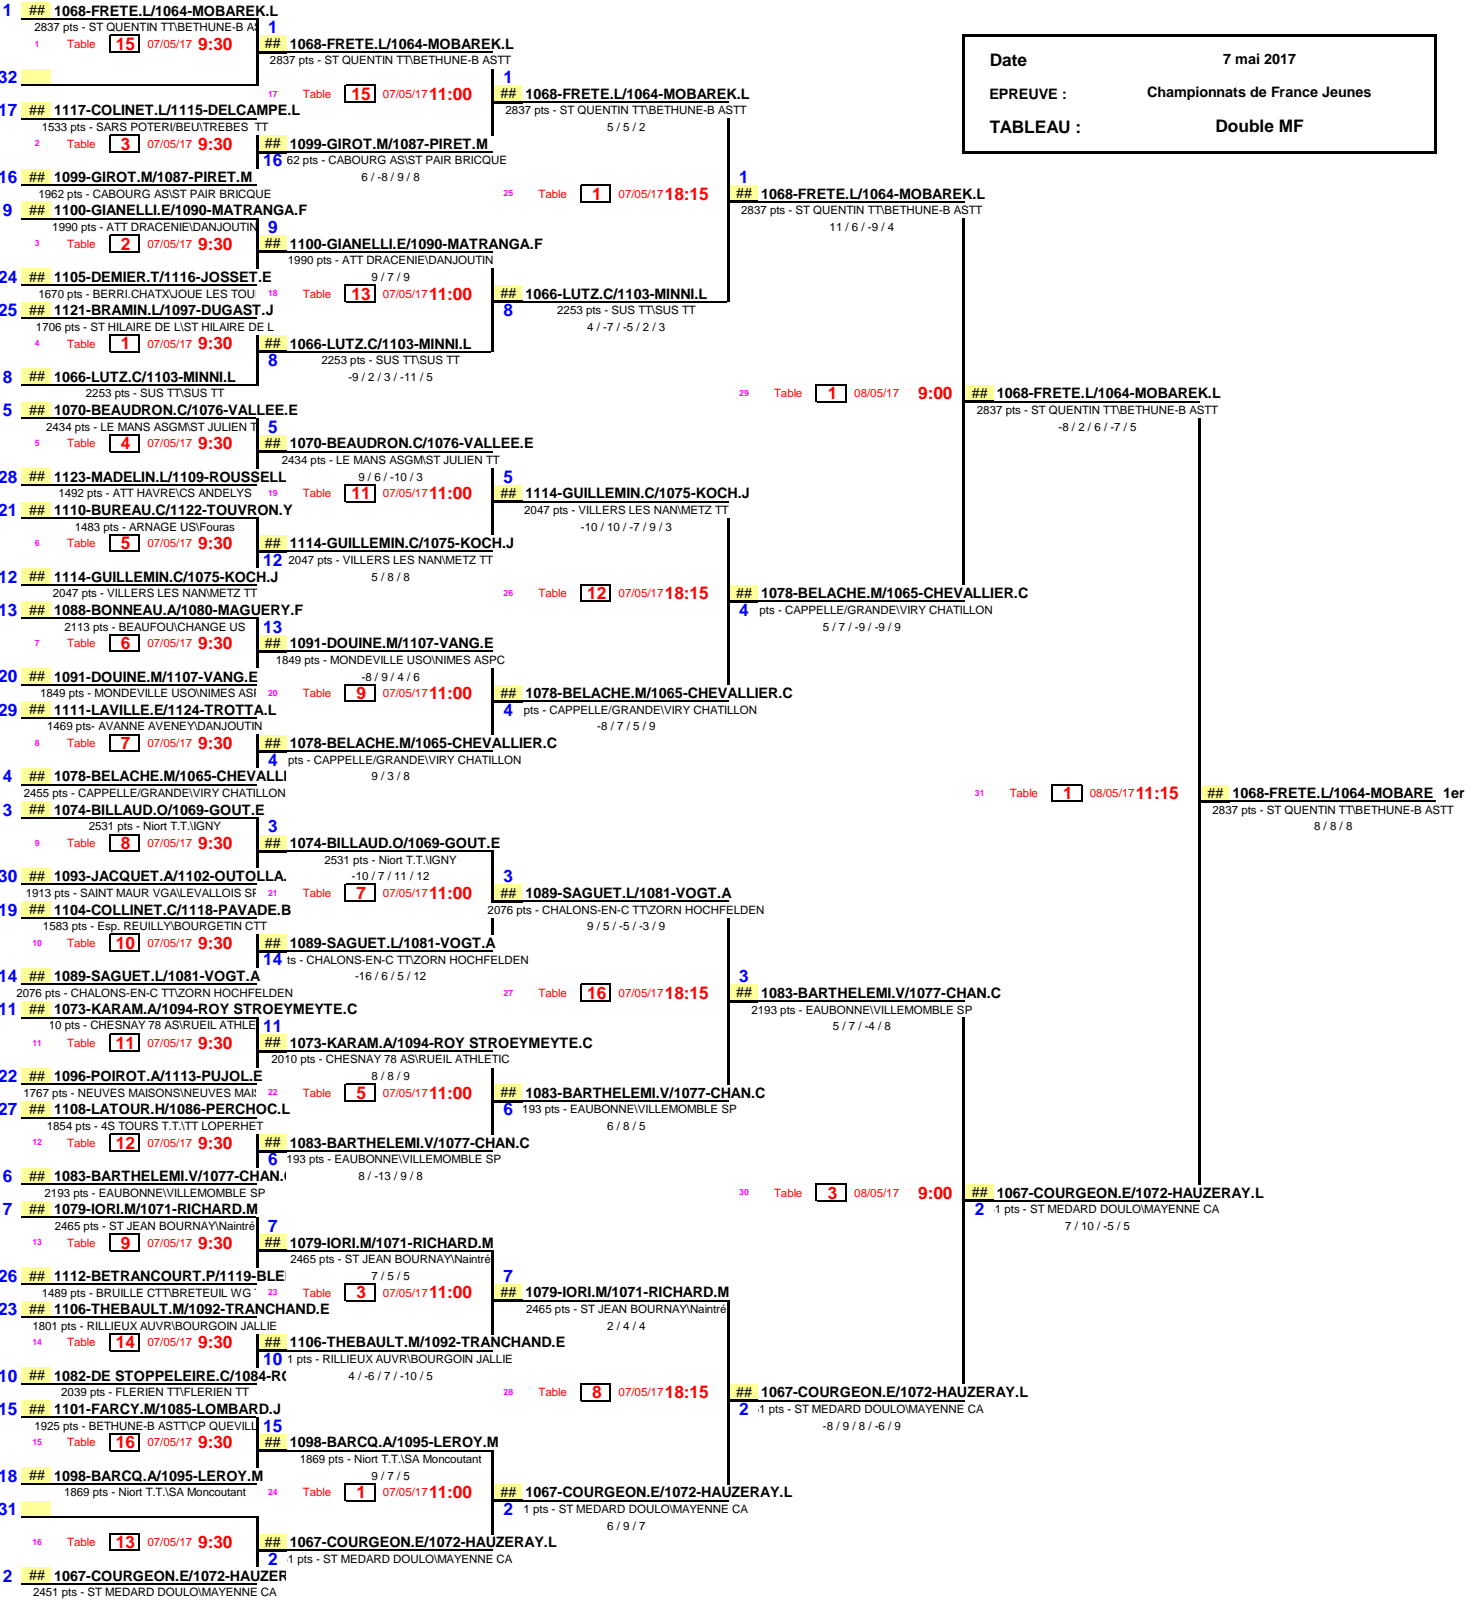 Date 7 mai 2017
EPREUVE : Championnats de France Jeunes
TABLEAU : Double MF
1 ## 1068-FRETE.L/1064-MOBAREK.L
2837 pts - ST QUENTIN TT\BETHUNE-B
1 Table 15 07/05/17 9:30
32
17 ## 1117-COLINET.L/1115-DELCAMPE.L
1533 pts - SARS POTERI/BEU\TREBES TT
2 Table 3 07/05/17 9:30
16 ## 1099-GIROT.M/1087-PIRET.M
1962 pts - CABOURG AS\ST PAIR BRICQUE
9 ## 1100-GIANELLI.E/1090-MATRANGA.F
1990 pts - ATT DRACENIE\DANJOUTIN
3 Table 2 07/05/17 9:30
24 ## 1105-DEMIER.T/1116-JOSSET.E
1670 pts - BERRI.CHATX\JOUE LES TOU
25 ## 1121-BRAMIN.L/1097-DUGAST.J
1706 pts - ST HILAIRE DE L\ST HILAIRE DE L
4 Table 1 07/05/17 9:30
8 ## 1066-LUTZ.C/1103-MINNI.L
2253 pts - SUS TT\SUS TT
5 ## 1070-BEAUDRON.C/1076-VALLEE.E
2434 pts - LE MANS ASGM\ST JULIEN T
5 Table 4 07/05/17 9:30
28 ## 1123-MADELIN.L/1109-ROUSSELL
1492 pts - ATT HAVRE\CS ANDELYS
21 ## 1110-BUREAU.C/1122-TOUVRON.Y
1483 pts - ARNAGE US\Fouras
6 Table 5 07/05/17 9:30
12 ## 1114-GUILLEMIN.C/1075-KOCH.J
2047 pts - VILLERS LES NAN\METZ TT
13 ## 1088-BONNEAU.A/1080-MAGUERY.F
2113 pts - BEAUFOU\CHANGE US
7 Table 6 07/05/17 9:30
20 ## 1091-DOUINE.M/1107-VANG.E
1849 pts - MONDEVILLE USO\NIMES
29 ## 1111-LAVILLE.E/1124-TROTTA.L
1469 pts- AVANNE AVENEY\DANJOUTIN
8 Table 7 07/05/17 9:30
4 ## 1078-BELACHE.M/1065-CHEVALLI
2455 pts - CAPPELLE/GRANDE\VIRY CHATILLON
3 ## 1074-BILLAUD.O/1069-GOUT.E
2531 pts - Niort T.T.\IGNY
9 Table 8 07/05/17 9:30
30 ## 1093-JACQUET.A/1102-OUTOLLA.
1913 pts - SAINT MAUR VGA\LEVALLOIS
19 ## 1104-COLLINET.C/1118-PAVADE.B
1583 pts - Esp. REUILLY\BOURGETIN CTT
10 Table 10 07/05/17 9:30
14 ## 1089-SAGUET.L/1081-VOGT.A
2076 pts - CHALONS-EN-C TT\ZORN HOCHFELDEN
11 ## 1073-KARAM.A/1094-ROY STROEYMEYTE.C
10 pts - CHESNAY 78 AS\RUEIL ATHLE
11 Table 11 07/05/17 9:30
22 ## 1096-POIROT.A/1113-PUJOL.E
1767 pts - NEUVES MAISONS\NEUVES
27 ## 1108-LATOUR.H/1086-PERCHOC.L
1854 pts - 4S TOURS T.T.\TT LOPERHET
12 Table 12 07/05/17 9:30
6 ## 1083-BARTHELEMI.V/1077-CHAN.
2193 pts - EAUBONNE\VILLEMOMBLE SP
7 ## 1079-IORI.M/1071-RICHARD.M
2465 pts - ST JEAN BOURNAY\Naintré
13 Table 9 07/05/17 9:30
26 ## 1112-BETRANCOURT.P/1119-BLE
1489 pts - BRUILLE CTT\BRETEUIL WG
23 ## 1106-THEBAULT.M/1092-TRANCHAND.E
1801 pts - RILLIEUX AUVR\BOURGOIN JALLIE
14 Table 14 07/05/17 9:30
10 ## 1082-DE STOPPELEIRE.C/1084-
2039 pts - FLERIEN TT\FLERIEN TT
15 ## 1101-FARCY.M/1085-LOMBARD.J
1925 pts - BETHUNE-B ASTT\CP QUEVILL
15 Table 16 07/05/17 9:30
18 ## 1098-BARCQ.A/1095-LEROY.M
1869 pts - Niort T.T.\SA Moncoutant
31
16 Table 13 07/05/17 9:30
2 ## 1067-COURGEON.E/1072-HAUZER
2451 pts - ST MEDARD DOULO\MAYENNE CA
1
## 1068-FRETE.L/1064-MOBAREK.L
2837 pts - ST QUENTIN TT\BETHUNE-B ASTT
17 Table 15 07/05/17 11:00
## 1099-GIROT.M/1087-PIRET.M
16 62 pts - CABOURG AS\ST PAIR BRICQUE
6 / -8 / 9 / 8
9
## 1100-GIANELLI.E/1090-MATRANGA.F
1990 pts - ATT DRACENIE\DANJOUTIN
9 / 7 / 9
18 Table 13 07/05/17 11:00
## 1066-LUTZ.C/1103-MINNI.L
8 2253 pts - SUS TT\SUS TT
-9 / 2 / 3 / -11 / 5
5
## 1070-BEAUDRON.C/1076-VALLEE.E
2434 pts - LE MANS ASGM\ST JULIEN TT
9 / 6 / -10 / 3
19 Table 11 07/05/17 11:00
## 1114-GUILLEMIN.C/1075-KOCH.J
12 2047 pts - VILLERS LES NAN\METZ TT
5 / 8 / 8
13
## 1091-DOUINE.M/1107-VANG.E
1849 pts - MONDEVILLE USO\NIMES ASPC
-8 / 9 / 4 / 6
20 Table 9 07/05/17 11:00
## 1078-BELACHE.M/1065-CHEVALLIER.C
4 pts - CAPPELLE/GRANDE\VIRY CHATILLON
9 / 3 / 8
3
## 1074-BILLAUD.O/1069-GOUT.E
2531 pts - Niort T.T.\IGNY
-10 / 7 / 11 / 12
21 Table 7 07/05/17 11:00
## 1089-SAGUET.L/1081-VOGT.A
14 ts - CHALONS-EN-C TT\ZORN HOCHFELDEN
-16 / 6 / 5 / 12
11
## 1073-KARAM.A/1094-ROY STROEYMEYTE.C
2010 pts - CHESNAY 78 AS\RUEIL ATHLETIC
8 / 8 / 9
22 Table 5 07/05/17 11:00
## 1083-BARTHELEMI.V/1077-CHAN.C
6 193 pts - EAUBONNE\VILLEMOMBLE SP
8 / -13 / 9 / 8
7
## 1079-IORI.M/1071-RICHARD.M
2465 pts - ST JEAN BOURNAY\Naintré
7 / 5 / 5
23 Table 3 07/05/17 11:00
## 1106-THEBAULT.M/1092-TRANCHAND.E
10 1 pts - RILLIEUX AUVR\BOURGOIN JALLIE
4 / -6 / 7 / -10 / 5
15
## 1098-BARCQ.A/1095-LEROY.M
1869 pts - Niort T.T.\SA Moncoutant
9 / 7 / 5
24 Table 1 07/05/17 11:00
## 1067-COURGEON.E/1072-HAUZERAY.L
2 1 pts - ST MEDARD DOULO\MAYENNE CA
1
## 1068-FRETE.L/1064-MOBAREK.L
2837 pts - ST QUENTIN TT\BETHUNE-B ASTT
5 / 5 / 2
25 Table 1 07/05/17 18:15
## 1066-LUTZ.C/1103-MINNI.L
8 2253 pts - SUS TT\SUS TT
4 / -7 / -5 / 2 / 3
5
## 1114-GUILLEMIN.C/1075-KOCH.J
2047 pts - VILLERS LES NAN\METZ TT
-10 / 10 / -7 / 9 / 3
26 Table 12 07/05/17 18:15
## 1078-BELACHE.M/1065-CHEVALLIER.C
4 pts - CAPPELLE/GRANDE\VIRY CHATILLON
-8 / 7 / 5 / 9
3
## 1089-SAGUET.L/1081-VOGT.A
2076 pts - CHALONS-EN-C TT\ZORN HOCHFELDEN
9 / 5 / -5 / -3 / 9
27 Table 16 07/05/17 18:15
## 1083-BARTHELEMI.V/1077-CHAN.C
6 193 pts - EAUBONNE\VILLEMOMBLE SP
6 / 8 / 5
7
## 1079-IORI.M/1071-RICHARD.M
2465 pts - ST JEAN BOURNAY\Naintré
2 / 4 / 4
28 Table 8 07/05/17 18:15
## 1067-COURGEON.E/1072-HAUZERAY.L
2 1 pts - ST MEDARD DOULO\MAYENNE CA
6 / 9 / 7
1
## 1068-FRETE.L/1064-MOBAREK.L
2837 pts - ST QUENTIN TT\BETHUNE-B ASTT
11 / 6 / -9 / 4
29 Table 1 08/05/17 9:00
## 1078-BELACHE.M/1065-CHEVALLIER.C
4 pts - CAPPELLE/GRANDE\VIRY CHATILLON
5 / 7 / -9 / -9 / 9
3
## 1083-BARTHELEMI.V/1077-CHAN.C
2193 pts - EAUBONNE\VILLEMOMBLE SP
5 / 7 / -4 / 8
30 Table 3 08/05/17 9:00
## 1067-COURGEON.E/1072-HAUZERAY.L
2 1 pts - ST MEDARD DOULO\MAYENNE CA
-8 / 9 / 8 / -6 / 9
## 1068-FRETE.L/1064-MOBAREK.L
2837 pts - ST QUENTIN TT\BETHUNE-B ASTT
-8 / 2 / 6 / -7 / 5
31 Table 1 08/05/17 11:15
## 1067-COURGEON.E/1072-HAUZERAY.L
2 1 pts - ST MEDARD DOULO\MAYENNE CA
7 / 10 / -5 / 5
## 1068-FRETE.L/1064-MOBARE 1er
2837 pts - ST QUENTIN TT\BETHUNE-B ASTT
8 / 8 / 8